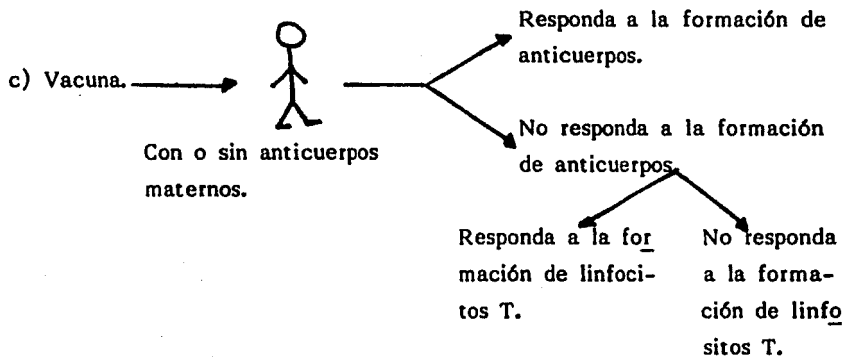 Responda a la formación de
anticuerpos.
c) Vacuna.
No responda a la formación
de anticuerpos.
Con o sin anticuerpos
maternos.
Responda a la for
mación de linfoci-
tos T.
No responda
a la forma-
ción de linfo
sitos T.